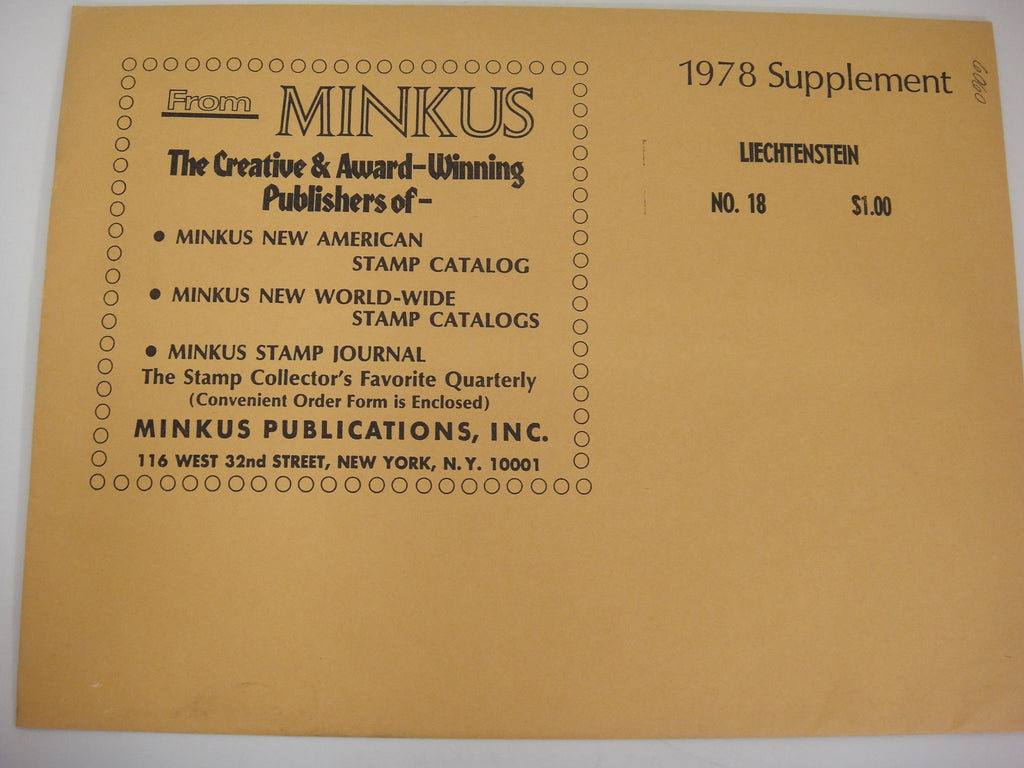 From MINKUS
The Creative & Award-Winning
Publishers of-
• MINKUS NEW AMERICAN
STAMP CATALOG
• MINKUS NEW WORLD-WIDE
STAMP CATALOGS
• MINKUS STAMP JOURNAL
The Stamp Collector's Favorite Quarterly
(Convenient Order Form is Enclosed)
MINKUS PUBLICATIONS, INC.
116 WEST 32nd STREET, NEW YORK, N.Y. 10001
1978 Supplement
LIECHTENSTEIN
NO. 18 $1.00